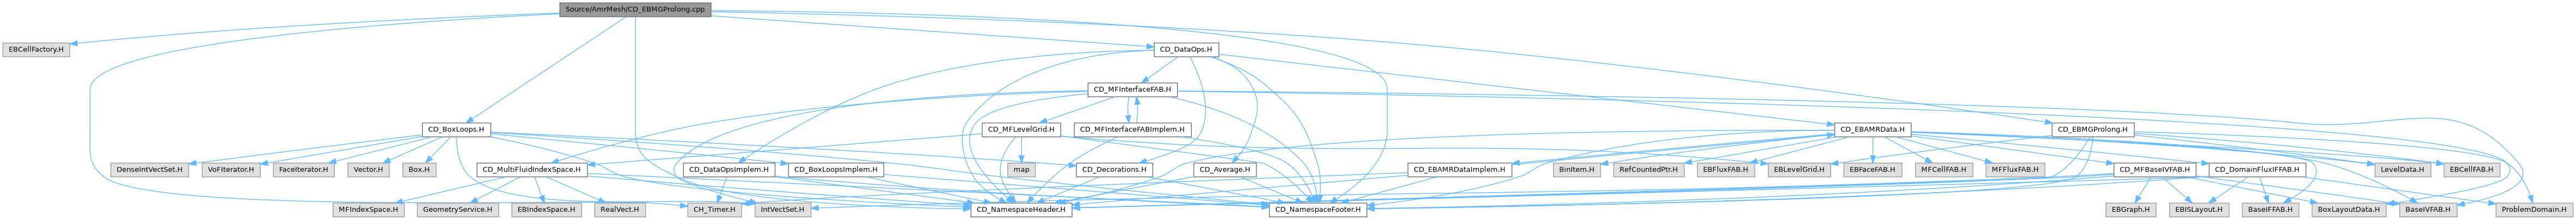 Source/AmrMesh/CD_EBMGProlong.cpp
EBCellFactory.H
CD_DataOps.H
CD_MFInterfaceFAB.H
CD_BoxLoops.H
CD_MFLevelGrid.H
CD_MFInterfaceFABImplem.H
CD_EBAMRData.H
CD_EBMGProlong.H
DenseIntVectSet.H
VoFIterator.H
FaceIterator.H
Vector.H
Box.H
CD_MultiFluidIndexSpace.H
CD_DataOpsImplem.H
CD_BoxLoopsImplem.H
map
CD_Decorations.H
CD_Average.H
CD_EBAMRDataImplem.H
BinItem.H
RefCountedPtr.H
EBFluxFAB.H
EBLevelGrid.H
EBFaceFAB.H
MFCellFAB.H
MFFluxFAB.H
CD_MFBaseIVFAB.H
CD_DomainFluxIFFAB.H
LevelData.H
EBCellFAB.H
MFIndexSpace.H
GeometryService.H
EBIndexSpace.H
RealVect.H
CH_Timer.H
IntVectSet.H
CD_NamespaceHeader.H
CD_NamespaceFooter.H
EBGraph.H
EBISLayout.H
BaseIFFAB.H
BoxLayoutData.H
BaseIVFAB.H
ProblemDomain.H